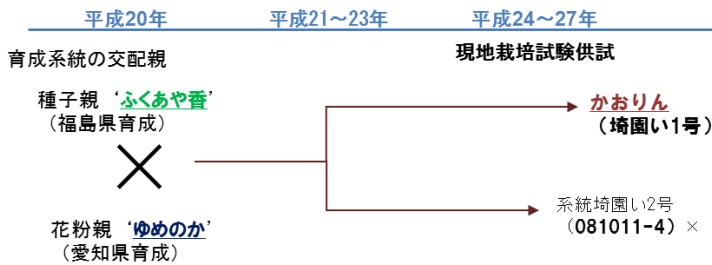 平成20年
平成21～23年
平成24～27年
育成系統の交配親
現地栽培試験供試
種子親 ‘ふくあや香’
（福島県育成）
かおりん
（埼園い1号）
花粉親 ‘ゆめのか’
（愛知県育成）
系統埼園い2号
（081011-4）×